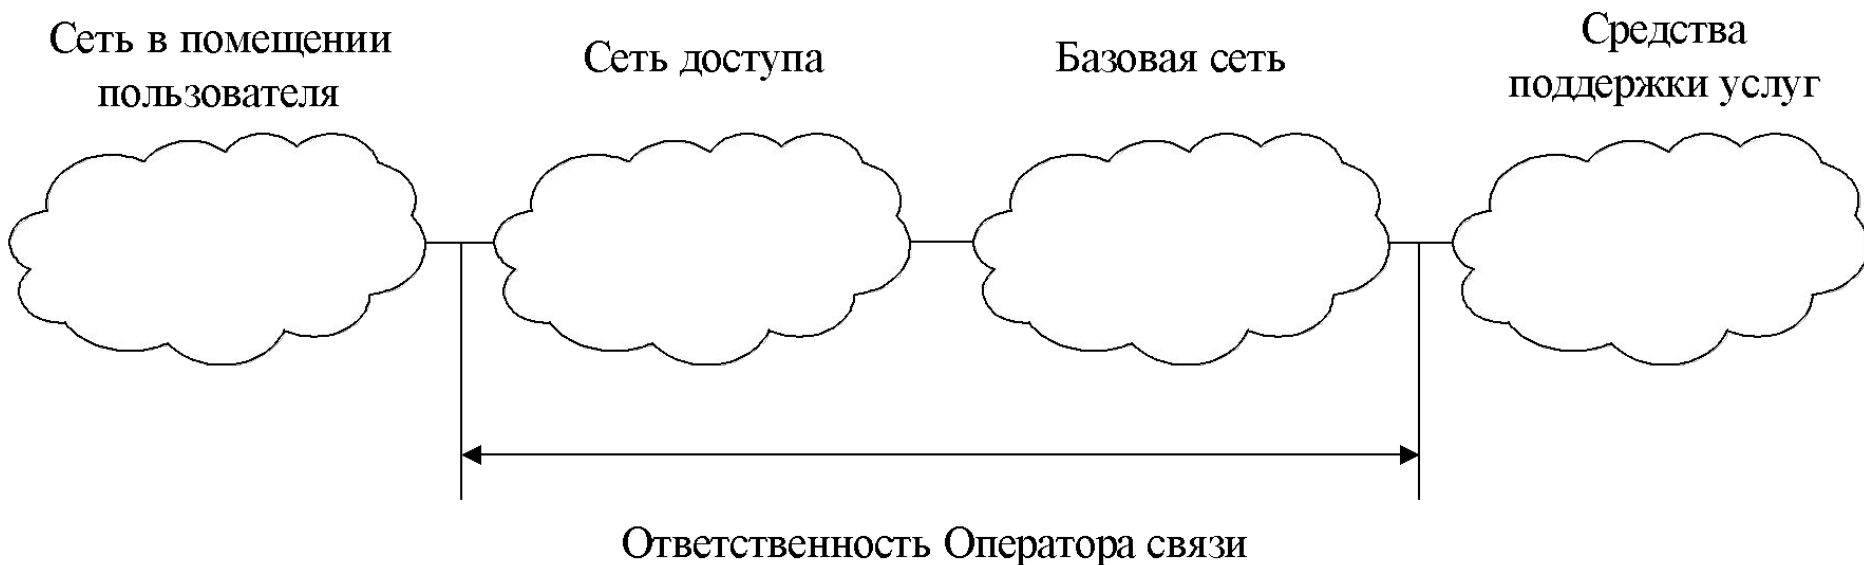 Сеть в помещении
пользователя
Сеть доступа
Базовая сеть
Средства
поддержки услуг
Ответственность Оператора связи